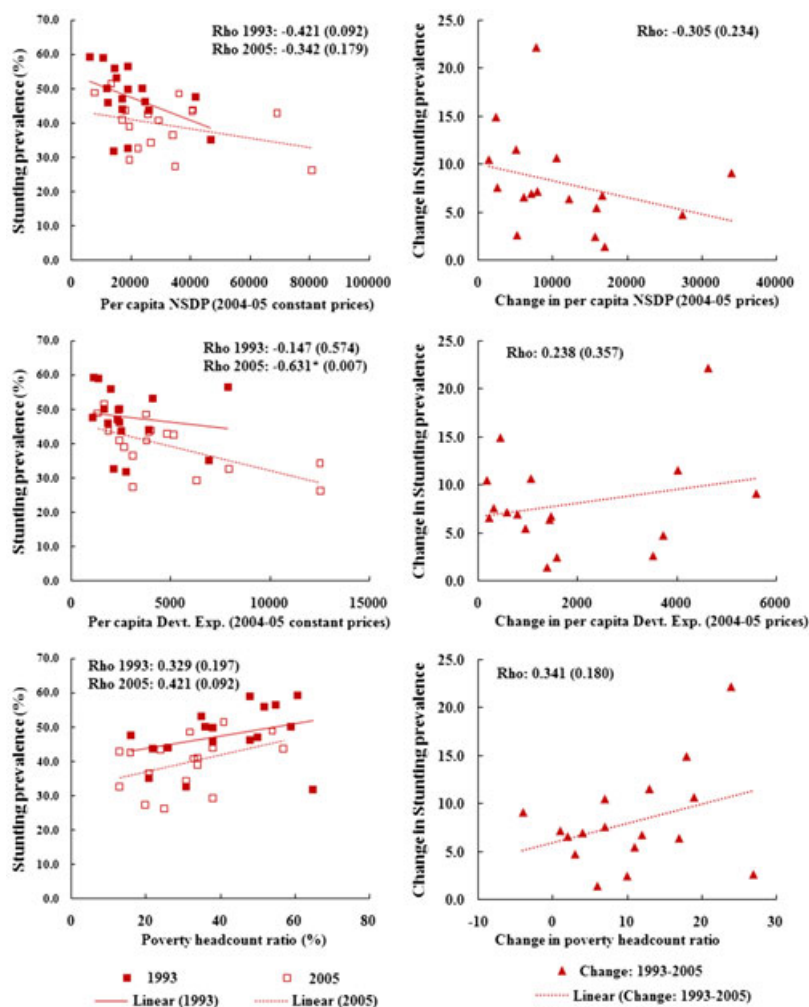 Rho 1993: -0.421 (0.092)
Rho 2005: -0.342 (0.179)
70.0
60.0
50.0
40.0
30.0
20.0
10.0
0.0
Stunting prevalence (%)
0 20000 40000 60000 80000 100000
Per capita NSDP (2004-05 constant prices)
Rho: -0.305 (0.234)
25.0
20.0
15.0
10.0
5.0
0.0
Change in Stunting prevalence
0 10000 20000 30000 40000
Change in per capita NSDP (2004-05 prices)
Rho 1993: -0.147 (0.574)
Rho 2005: -0.631* (0.007)
70.0
60.0
50.0
40.0
30.0
20.0
10.0
0.0
Stunting prevalence (%)
0 5000 10000 15000
Per capita Devt. Exp. (2004-05 constant prices)
Rho: 0.238 (0.357)
25.0
20.0
15.0
10.0
5.0
0.0
Change in Stunting prevalence
0 2000 4000 6000
Change in per capita Devt. Exp. (2004-05 prices)
Rho 1993: 0.329 (0.197)
Rho 2005: 0.421 (0.092)
70.0
60.0
50.0
40.0
30.0
20.0
10.0
0.0
Stunting prevalence (%)
0 20 40 60 80
Poverty headcount ratio (%)
Rho: 0.341 (0.180)
25.0
20.0
15.0
10.0
5.0
0.0
Change in Stunting prevalence
-10 0 10 20 30
Change in poverty headcount ratio
1993 2005
Linear (1993) Linear (2005)
Change: 1993-2005
Linear (Change: 1993-2005)